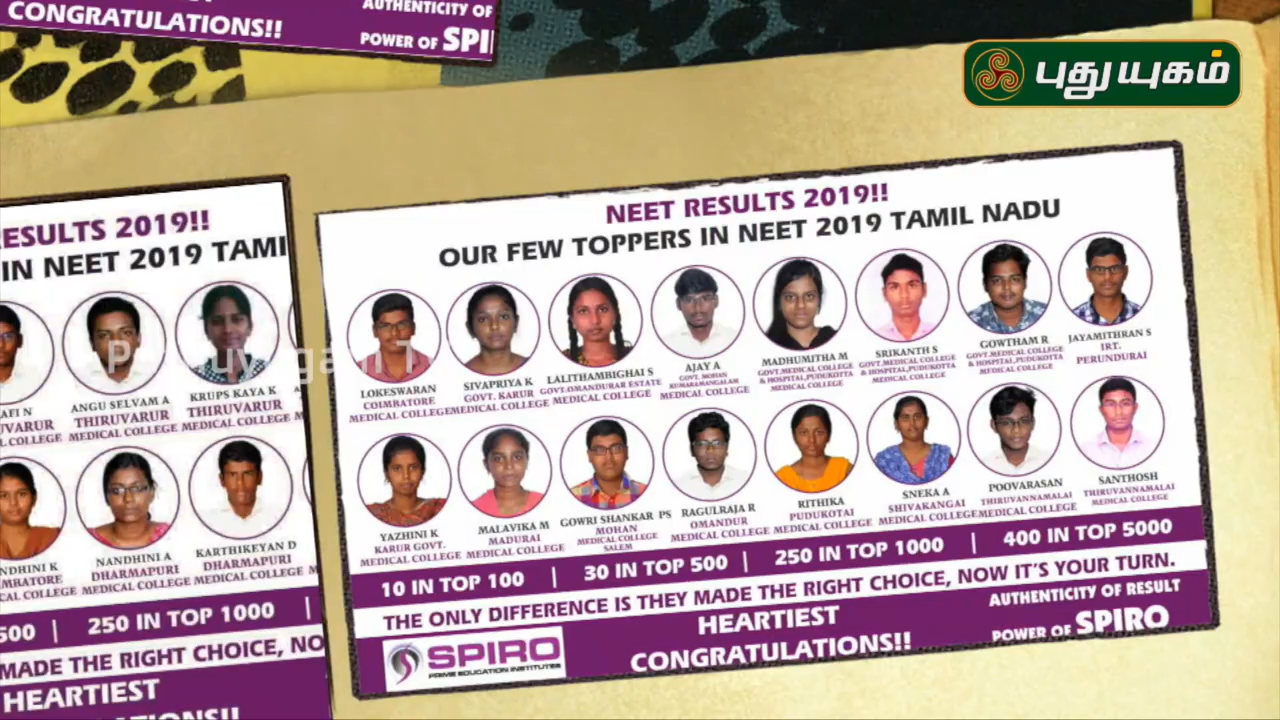 CONGRATULATIONS!!
AUTHENTICITY OF
POWER OF SPI
புதுயுகம்
ESULTS 2019!!
IN NEET 2019 TAMI
AFI N
ANGU SELVAM A
THIRUVARUR
MEDICAL COLLEGE
KRUPS KAYA K
THIRUVARUR
MEDICAL COLLEGE
NDHINI K
MBATORE
NANDHINI A
DHARMAPURI
MEDICAL COLLEGE
KARTHIKEYAN D
DHARMAPURI
MEDICAL COLLEGE
500 | 250 IN TOP 1000 |
MADE THE RIGHT CHOICE, NO
HEARTIEST
NEET RESULTS 2019!!
OUR FEW TOPPERS IN NEET 2019 TAMIL NADU
LOKESWARAN
COIMBATORE
MEDICAL COLLEGE
SIVAPRIYA K
GOVT. KARUR
MEDICAL COLLEGE
LALITHAMBIGHAI S
GOVT.OMANDURAR ESTATE
MEDICAL COLLEGE
AJAY A
GOVT. MOHAN
KUMARAMANGALAM
MEDICAL COLLEGE
MADHUMITHA M
GOVT.MEDICAL COLLEGE
& HOSPITAL,PUDUKOTTA
MEDICAL COLLEGE
SRIKANTH S
GOVT.MEDICAL COLLEGE
& HOSPITAL,PUDUKOTTA
MEDICAL COLLEGE
GOWTHAM R
GOVT.MEDICAL COLLEGE
& HOSPITAL,PUDUKOTTA
MEDICAL COLLEGE
JAYAMITHRAN S
IRT.
PERUNDURAI
YAZHINI K
KARUR GOVT.
MEDICAL COLLEGE
MALAVIKA M
MADURAI
MEDICAL COLLEGE
GOWRI SHANKAR PS
MOHAN
MEDICAL COLLEGE
SALEM
RAGULRAJA R
OMANDUR
MEDICAL COLLEGE
RITHIKA
PUDUKOTAI
MEDICAL COLLEGE
SNEKA A
SHIVAKANGAI
MEDICAL COLLEGE
POOVARASAN
THIRUVANNAMALAI
MEDICAL COLLEGE
SANTHOSH
THIRUVANNAMALAI
MEDICAL COLLEGE
10 IN TOP 100 | 30 IN TOP 500 | 250 IN TOP 1000 | 400 IN TOP 5000
THE ONLY DIFFERENCE IS THEY MADE THE RIGHT CHOICE, NOW IT'S YOUR TURN.
SPIRO
PRIME EDUCATION INSTITUTES
HEARTIEST
CONGRATULATIONS!!
AUTHENTICITY OF RESULT
POWER OF SPIRO